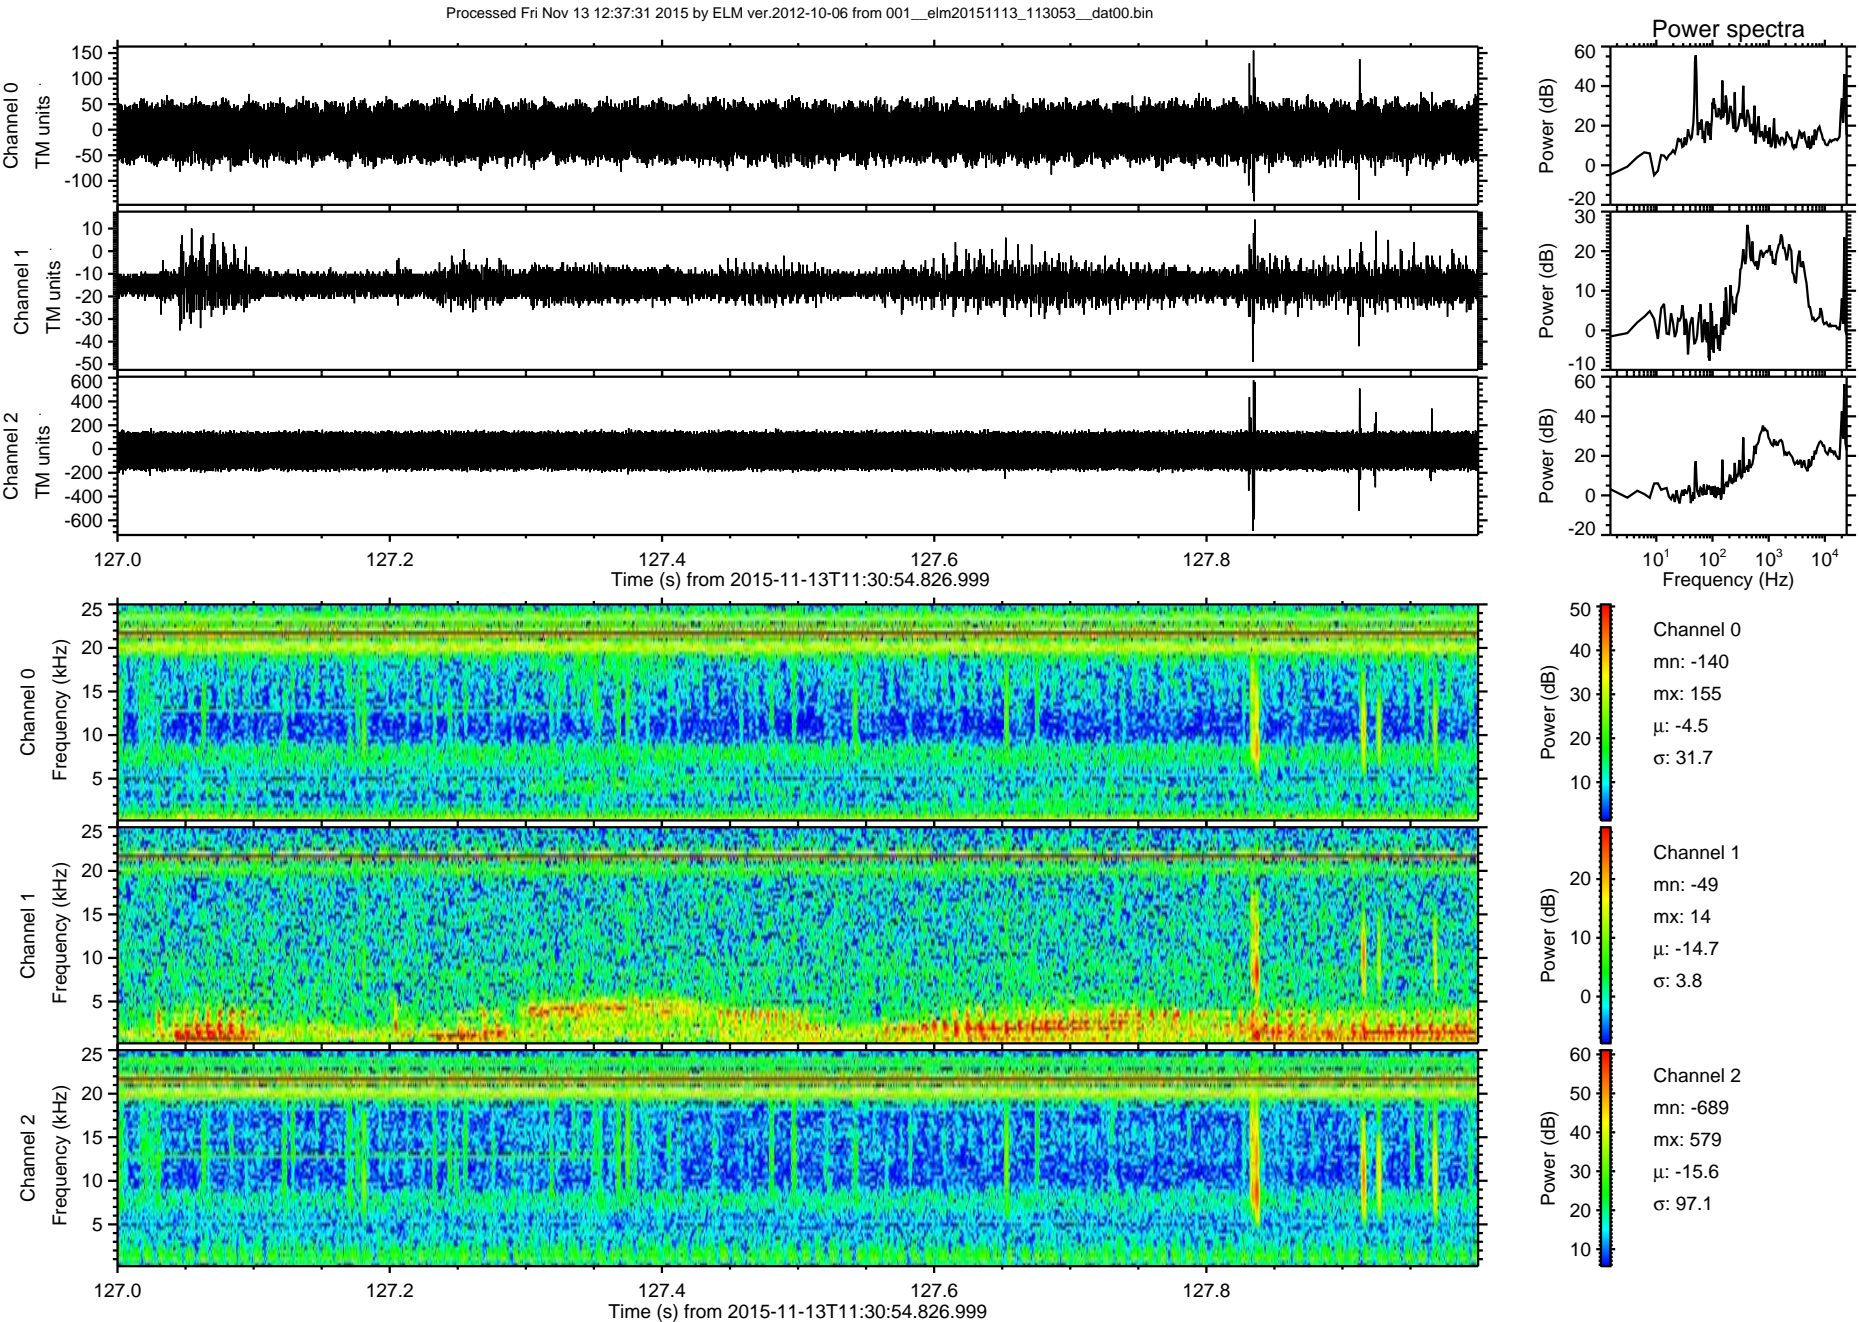 Processed Fri Nov 13 12:37:31 2015 by ELM ver.2012-10-06 from 001__elm20151113_113053__dat00.bin
Power spectra
Channel 0
TM units
150
100
50
0
-50
-100
Power (dB)
60
40
20
0
-20
Channel 1
TM units
10
0
-10
-20
-30
-40
-50
Power (dB)
30
20
10
0
-10
Channel 2
TM units
600
400
200
0
-200
-400
-600
Power (dB)
60
40
20
0
-20
127.0 127.2 127.4 127.6 127.8
Time (s) from 2015-11-13T11:30:54.826.999
10^1 10^2 10^3 10^4
Frequency (Hz)
Channel 0
Frequency (kHz)
25
20
15
10
5
Power (dB)
50
40
30
20
10
Channel 0
mn: -140
mx: 155
μ: -4.5
σ: 31.7
Channel 1
Frequency (kHz)
25
20
15
10
5
Power (dB)
20
10
0
Channel 1
mn: -49
mx: 14
μ: -14.7
σ: 3.8
Channel 2
Frequency (kHz)
25
20
15
10
5
Power (dB)
60
50
40
30
20
10
Channel 2
mn: -689
mx: 579
μ: -15.6
σ: 97.1
127.0 127.2 127.4 127.6 127.8
Time (s) from 2015-11-13T11:30:54.826.999